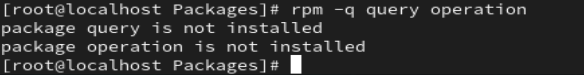 [root@localhost Packages]# rpm -q query operation
package query is not installed
package operation is not installed
[root@localhost Packages]#